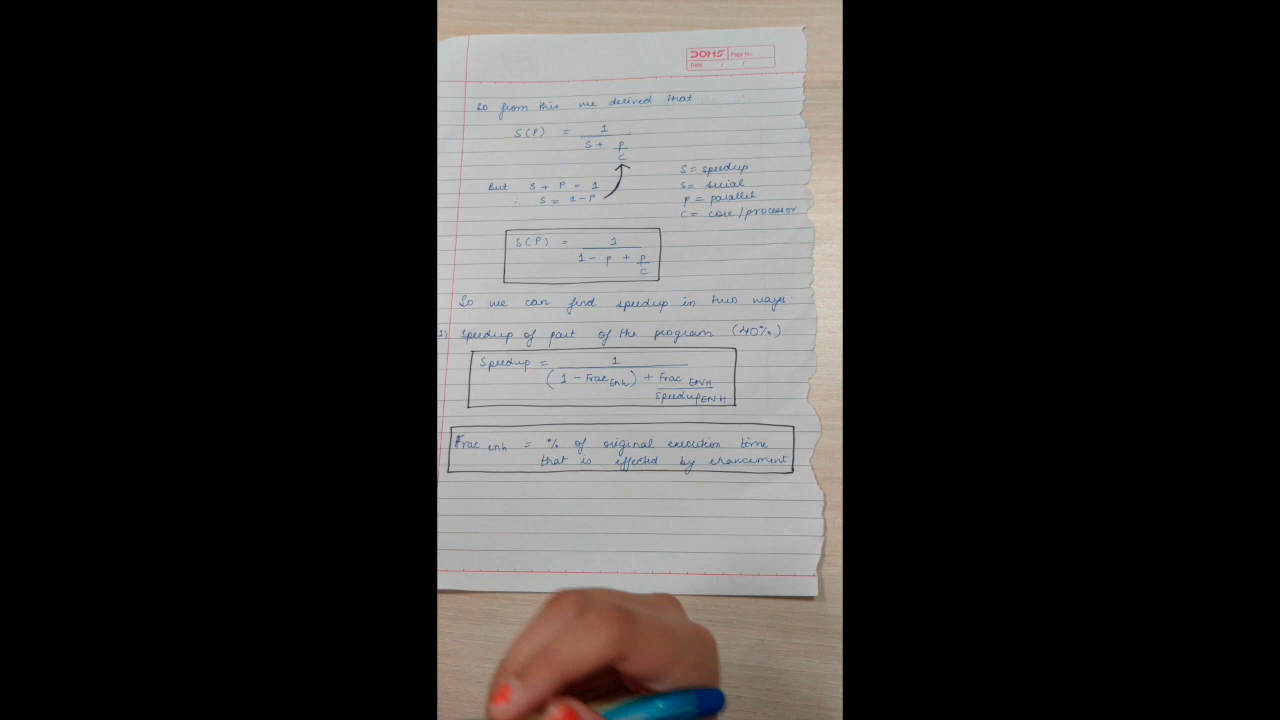 DOMS
Page No.
Date / /
So from this we derived that
S(P) = 1 / S + P/C
But S + P = 1
∴ S = 1 - P
S = speedup
S = serial
P = parallel
C = core/processor
S(P) = 1 / 1 - P + P/C
So we can find speedup in two ways:
1) Speedup of part of the program (40%)
Speedup = 1 / (1 - Frac Enh) + Frac ENH / Speedup ENH
Frac enh = % of original execution time
that is effected by